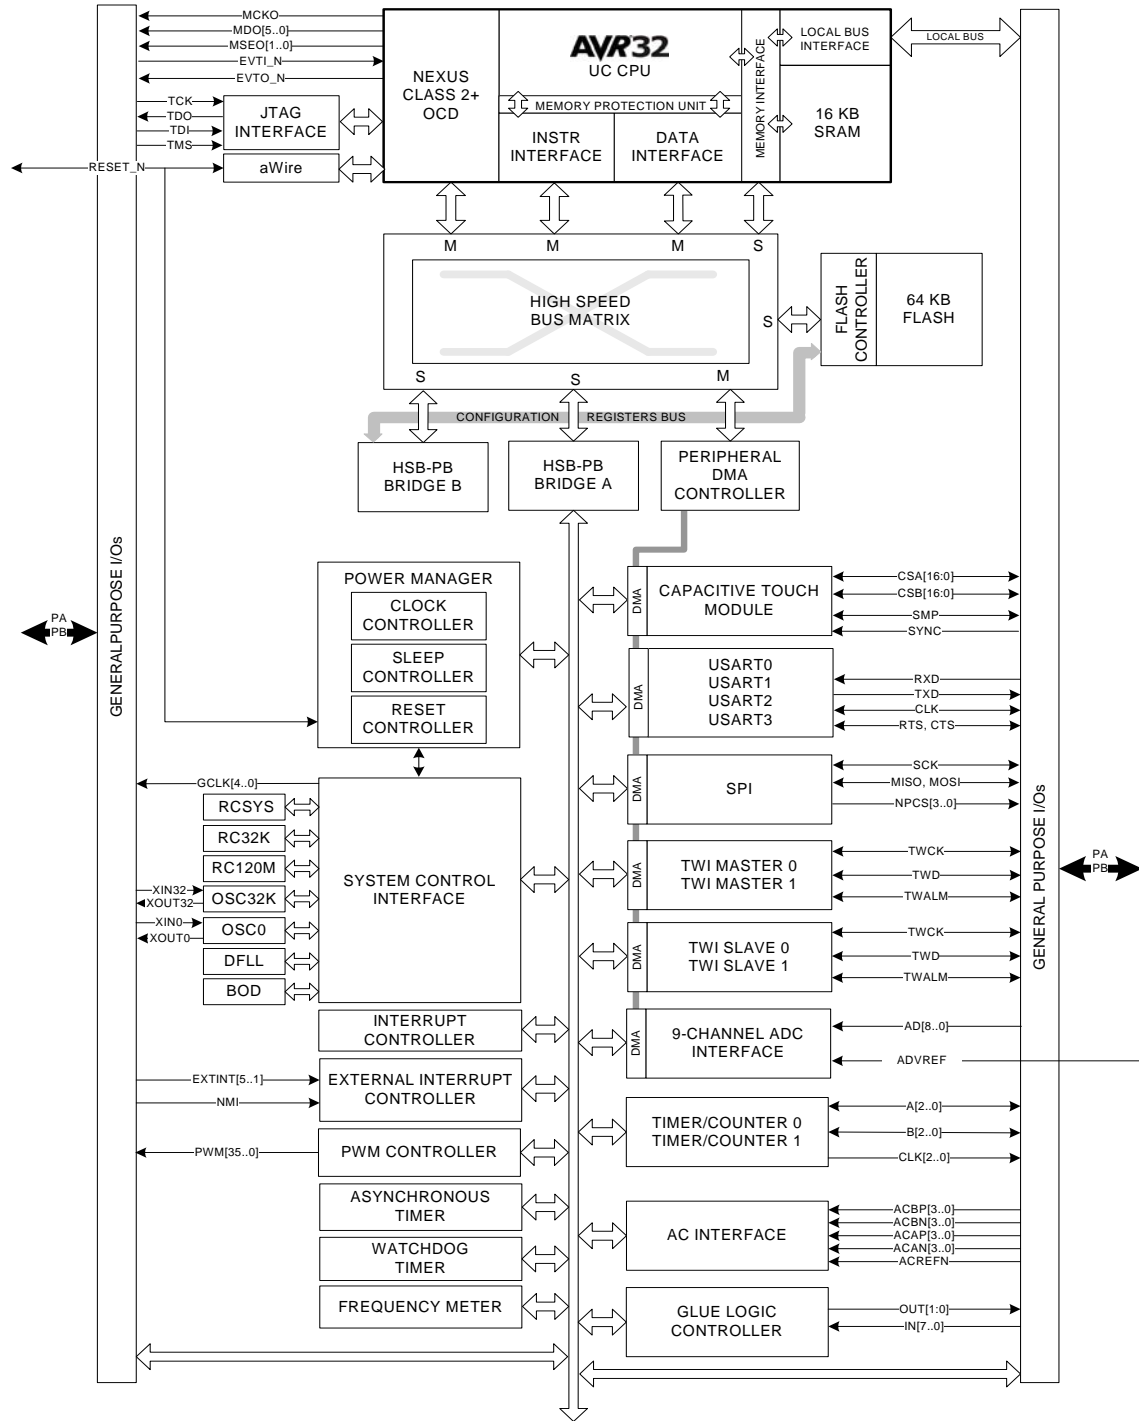 MCKO
MDO[5..0]
MSEO[1..0]
EVTI_N
EVTO_N
TCK
TDO
TDI
TMS
RESET_N
JTAG
INTERFACE
aWire
NEXUS
CLASS 2+
OCD
AVR32
UC CPU
MEMORY PROTECTION UNIT
INSTR
INTERFACE
DATA
INTERFACE
MEMORY INTERFACE
LOCAL BUS
INTERFACE
16 KB
SRAM
LOCAL BUS
M
M
M
S
HIGH SPEED
BUS MATRIX
S
S
S
M
FLASH
CONTROLLER
64 KB
FLASH
CONFIGURATION REGISTERS BUS
HSB-PB
BRIDGE B
HSB-PB
BRIDGE A
PERIPHERAL
DMA
CONTROLLER
GENERALPURPOSE I/Os
PA
PB
POWER MANAGER
CLOCK
CONTROLLER
SLEEP
CONTROLLER
RESET
CONTROLLER
GCLK[4..0]
RCSYS
RC32K
RC120M
XIN32
XOUT32
OSC32K
XIN0
XOUT0
OSC0
DFLL
BOD
SYSTEM CONTROL
INTERFACE
INTERRUPT
CONTROLLER
EXTINT[5..1]
NMI
EXTERNAL INTERRUPT
CONTROLLER
PWM[35..0]
PWM CONTROLLER
ASYNCHRONOUS
TIMER
WATCHDOG
TIMER
FREQUENCY METER
DMA
CAPACITIVE TOUCH
MODULE
CSA[16:0]
CSB[16:0]
SMP
SYNC
DMA
USART0
USART1
USART2
USART3
RXD
TXD
CLK
RTS, CTS
DMA
SPI
SCK
MISO, MOSI
NPCS[3..0]
DMA
TWI MASTER 0
TWI MASTER 1
TWCK
TWD
TWALM
DMA
TWI SLAVE 0
TWI SLAVE 1
TWCK
TWD
TWALM
DMA
9-CHANNEL ADC
INTERFACE
AD[8..0]
ADVREF
TIMER/COUNTER 0
TIMER/COUNTER 1
A[2..0]
B[2..0]
CLK[2..0]
AC INTERFACE
ACBP[3..0]
ACBN[3..0]
ACAP[3..0]
ACAN[3..0]
ACREFN
GLUE LOGIC
CONTROLLER
OUT[1:0]
IN[7..0]
GENERAL PURPOSE I/Os
PA
PB